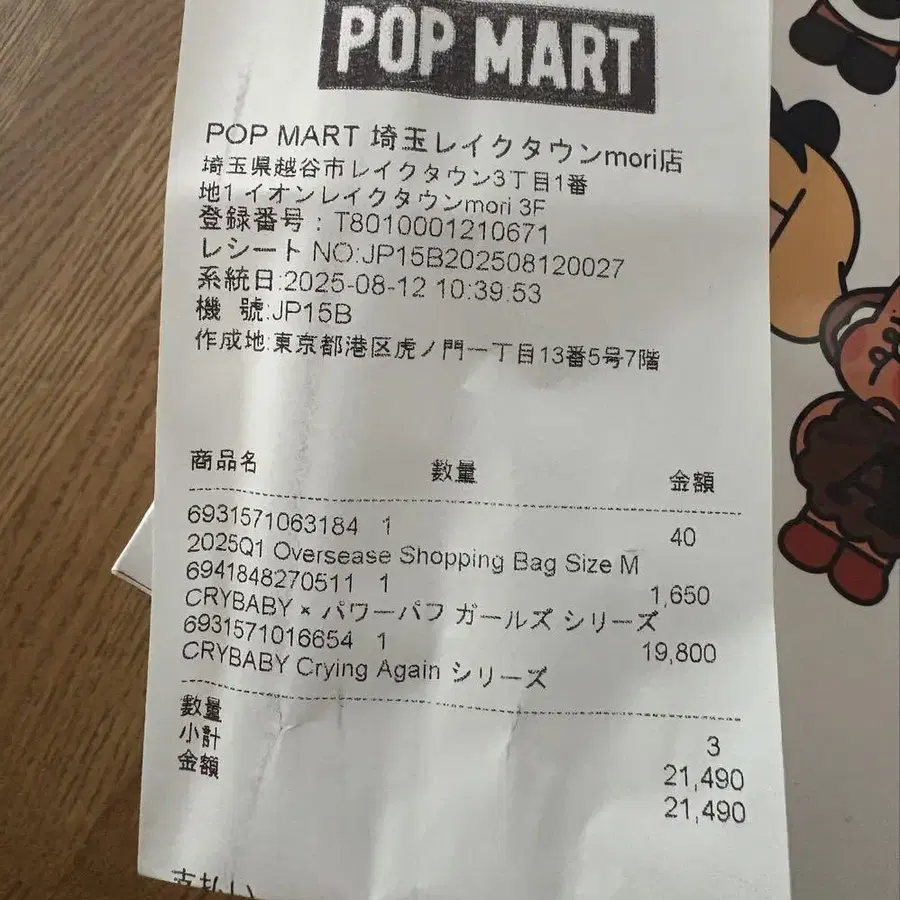 POP MART
POP MART 埼玉レイクタウンmori店
埼玉県越谷市レイクタウン3丁目1番
地1 イオンレイクタウンmori 3F
登録番号：T8010001210671
レシート NO:JP15B202508120027
系統日:2025-08-12 10:39:53
機 號:JP15B
作成地:東京都港区虎ノ門一丁目13番5号7階
商品名 數量 金額
6931571063184 1 40
2025Q1 Oversease Shopping Bag Size M
6941848270511 1 1,650
CRYBABY × パワーパフ ガールズ シリーズ
6931571016654 1 19,800
CRYBABY Crying Again シリーズ
數量 3
小計 21,490
金額 21,490
支払い